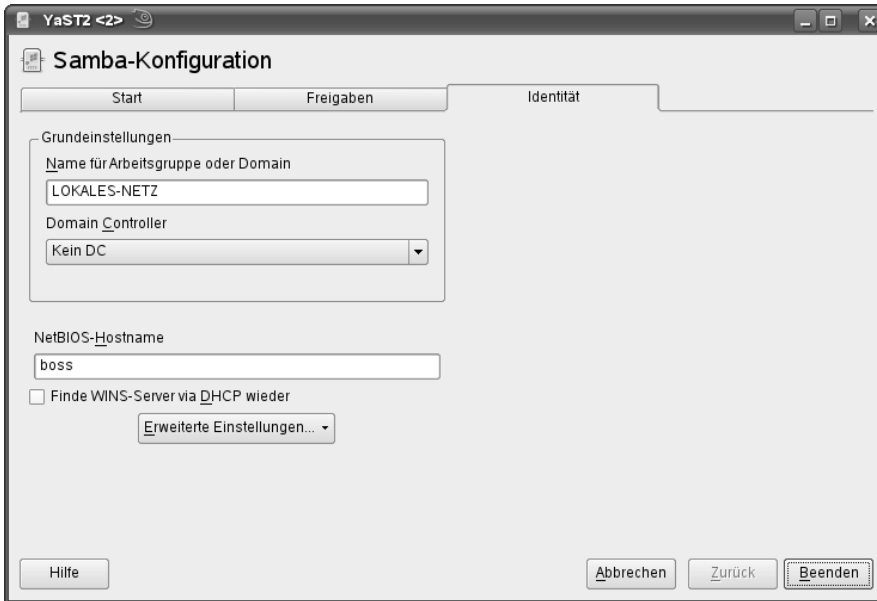 YaST2 <2>
Samba-Konfiguration
Start Freigaben Identität
Grundeinstellungen
Name für Arbeitsgruppe oder Domain
LOKALES-NETZ
Domain Controller
Kein DC
NetBIOS-Hostname
boss
Finde WINS-Server via DHCP wieder
Erweiterte Einstellungen...
Hilfe Abbrechen Zurück Beenden